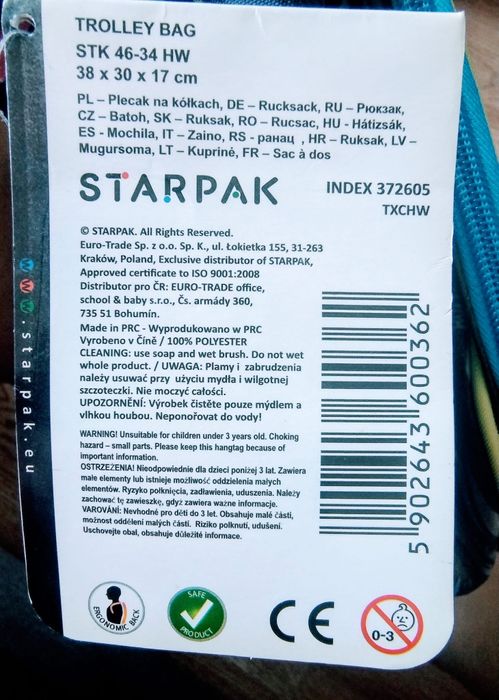 TROLLEY BAG
STK 46-34 HW
38 x 30 x 17 cm
PL – Plecak na kółkach, DE – Rucksack, RU – Рюкзак,
CZ – Batoh, SK - Ruksak, RO – Rucsac, HU - Hátizsák,
ES - Mochila, IT – Zaino, RS - ранац , HR – Ruksak, LV –
Mugursoma, LT – Kuprinė, FR – Sac à dos
STARPAK
INDEX 372605
TXCHW
© STARPAK. All Rights Reserved.
Euro-Trade Sp. z o.o. Sp. K., ul. Łokietka 155, 31-263
Kraków, Poland, Exclusive distributor of STARPAK,
Approved certificate to ISO 9001:2008
Distributor pro ČR: EURO-TRADE office,
school & baby s.r.o., Čs. armády 360,
735 51 Bohumín.
Made in PRC - Wyprodukowano w PRC
Vyrobeno v Číně / 100% POLYESTER
CLEANING: use soap and wet brush. Do not wet
whole product. / UWAGA: Plamy i zabrudzenia
należy usuwać przy użyciu mydła i wilgotnej
szczoteczki. Nie moczyć całości.
UPOZORNĚNÍ: Výrobek čistěte pouze mýdlem a
vlhkou houbou. Neponořovat do vody!
WARNING! Unsuitable for children under 3 years old. Choking
hazard – small parts. Please keep this hangtag because of
important information.
OSTRZEŻENIA! Nieodpowiednie dla dzieci poniżej 3 lat. Zawiera
małe elementy lub istnieje możliwość oddzielenia małych
elementów. Ryzyko połknięcia, zadławienia, uduszenia. Należy
zachować tę zawieszkę, gdyż zawiera ważne informacje.
VAROVÁNÍ: Nevhodné pro děti do 3 let. Obsahuje malé části,
možnost oddělení malých částí. Riziko polknutí, udušení.
Uschovejte obal, obsahuje důležité informace.
5 902643 600362
www.starpak.eu
ERGONOMIC BACK
SAFE
PRODUCT
CE
0-3